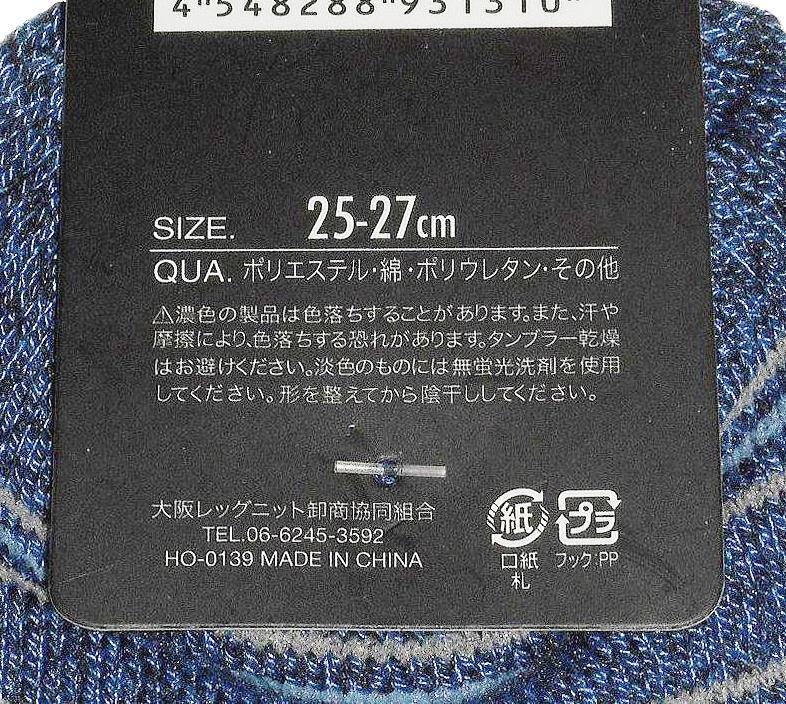 4"548288"931310"
SIZE. 25-27cm
QUA. ポリエステル・綿・ポリウレタン・その他
⚠濃色の製品は色落ちすることがあります。また、汗や
摩擦により、色落ちする恐れがあります。タンブラー乾燥
はお避けください。淡色のものには無蛍光洗剤を使用
してください。形を整えてから陰干ししてください。
大阪レッグニット卸商協同組合
TEL.06-6245-3592
HO-0139 MADE IN CHINA
紙
口紙
札
プラ
フック:PP